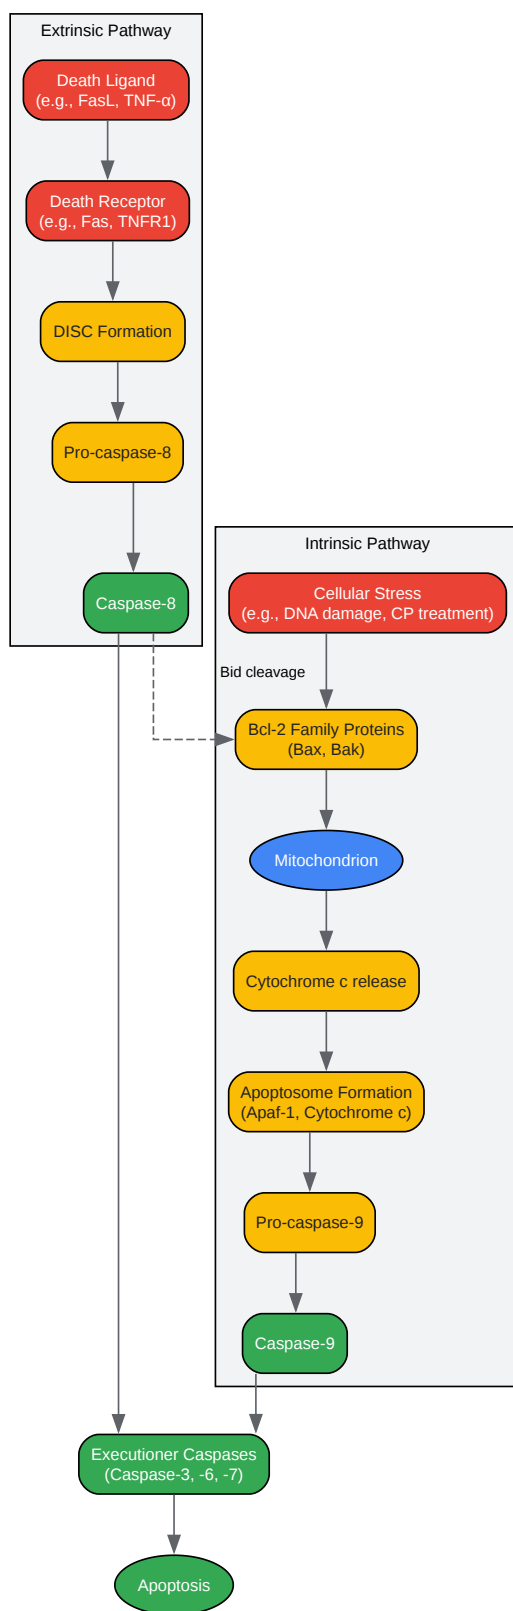 Extrinsic Pathway
Death Ligand
(e.g., FasL, TNF-α)
Death Receptor
(e.g., Fas, TNFR1)
DISC Formation
Pro-caspase-8
Caspase-8
Intrinsic Pathway
Cellular Stress
(e.g., DNA damage, CP treatment)
Bid cleavage
Bcl-2 Family Proteins
(Bax, Bak)
Mitochondrion
Cytochrome c release
Apoptosome Formation
(Apaf-1, Cytochrome c)
Pro-caspase-9
Caspase-9
Executioner Caspases
(Caspase-3, -6, -7)
Apoptosis